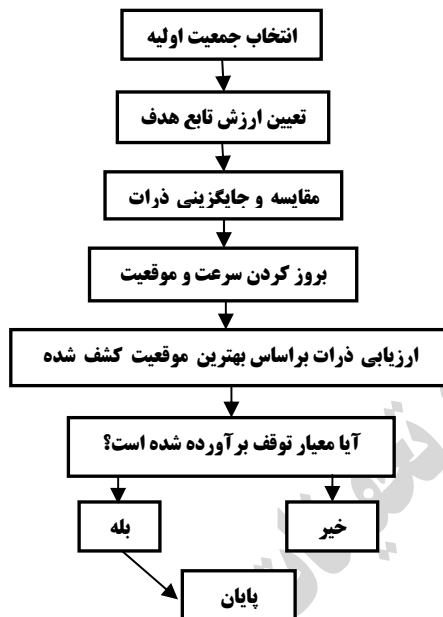 انتخاب جمعیت اولیه
تعیین ارزش تابع هدف
مقایسه و جایگزینی ذرات
بروز کردن سرعت و موقعیت
ارزیابی ذرات براساس بهترین موقعیت کشف شده
آیا معیار توقف برآورده شده است؟
خیر
بله
پایان